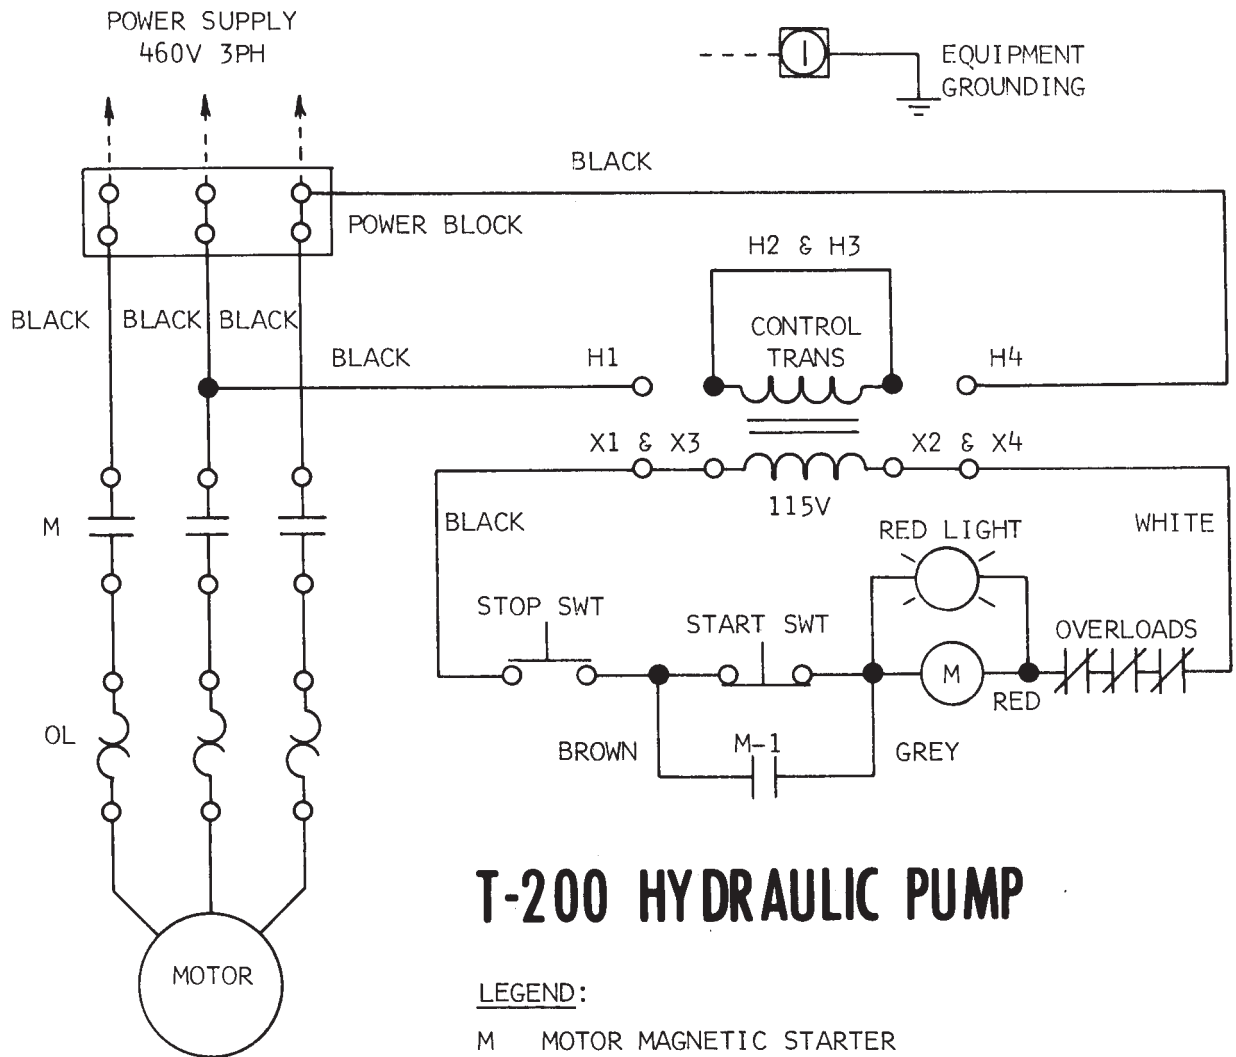 POWER SUPPLY
460V 3PH
EQUIPMENT
GROUNDING
BLACK
POWER BLOCK
H2 & H3
BLACK
BLACK
BLACK
CONTROL
TRANS
BLACK
H1
H4
X1 & X3
X2 & X4
115V
M
BLACK
RED LIGHT
WHITE
STOP SWT
START SWT
OVERLOADS
M
RED
OL
BROWN
M-1
GREY
T-200 HYDRAULIC PUMP
MOTOR
LEGEND:
M MOTOR MAGNETIC STARTER